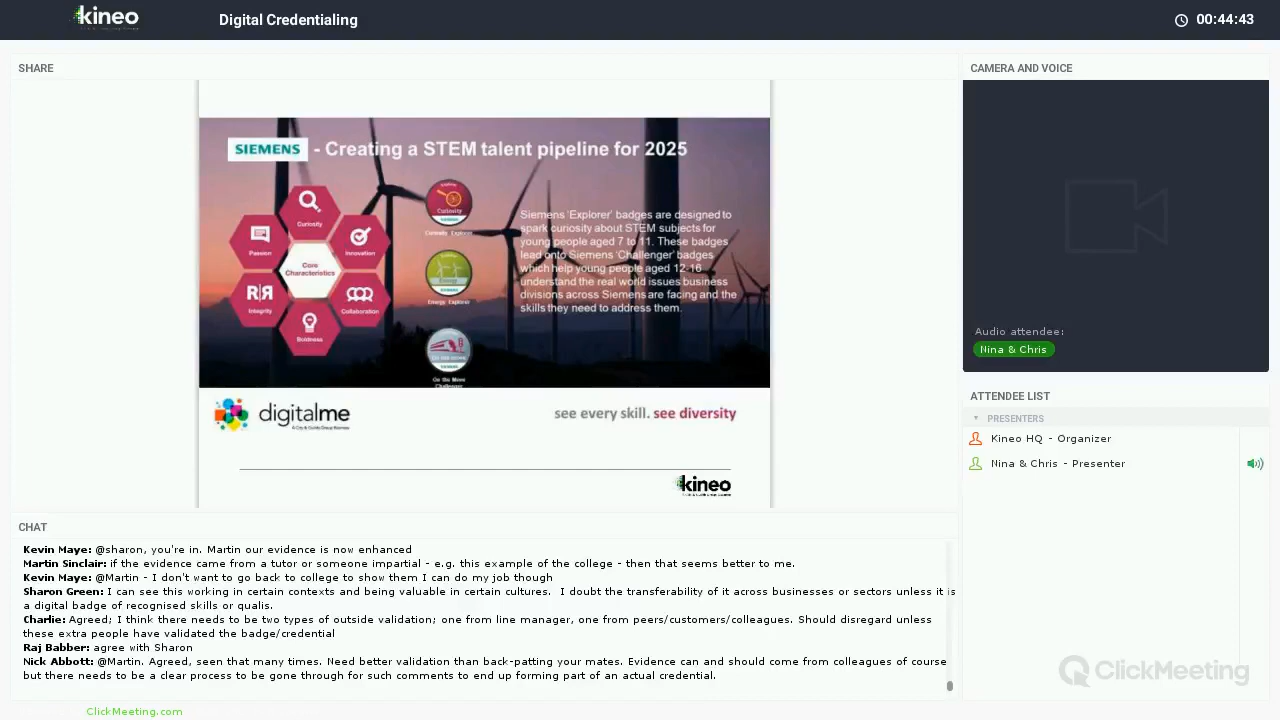 kineo
Digital Credentialing
00:44:43
SHARE
CAMERA AND VOICE
SIEMENS - Creating a STEM talent pipeline for 2025
Curiosity
Passion
Innovation
Core
Characteristics
Integrity
Collaboration
Boldness
Curiosity
Curiosity Explorer
Energy
Energy Explorer
On the Move
Challenger
Siemens 'Explorer' badges are designed to
spark curiosity about STEM subjects for
young people aged 7 to 11. These badges
lead onto Siemens 'Challenger' badges
which help young people aged 12-16
understand the real world issues business
divisions across Siemens are facing and the
skills they need to address them.
digitalme
A City & Guilds Group Business
see every skill. see diversity
kineo
Audio attendee:
Nina & Chris
ATTENDEE LIST
PRESENTERS
Kineo HQ - Organizer
Nina & Chris - Presenter
CHAT
Kevin Maye: @sharon, you're in. Martin our evidence is now enhanced
Martin Sinclair: if the evidence came from a tutor or someone impartial - e.g. this example of the college - then that seems better to me.
Kevin Maye: @Martin - I don't want to go back to college to show them I can do my job though
Sharon Green: I can see this working in certain contexts and being valuable in certain cultures.  I doubt the transferability of it across businesses or sectors unless it is
a digital badge of recognised skills or qualis.
Charlie: Agreed; I think there needs to be two types of outside validation; one from line manager, one from peers/customers/colleagues. Should disregard unless
these extra people have validated the badge/credential
Raj Babber: agree with Sharon
Nick Abbott: @Martin. Agreed, seen that many times. Need better validation than back-patting your mates. Evidence can and should come from colleagues of course
but there needs to be a clear process to be gone through for such comments to end up forming part of an actual credential.
ClickMeeting
ClickMeeting.com